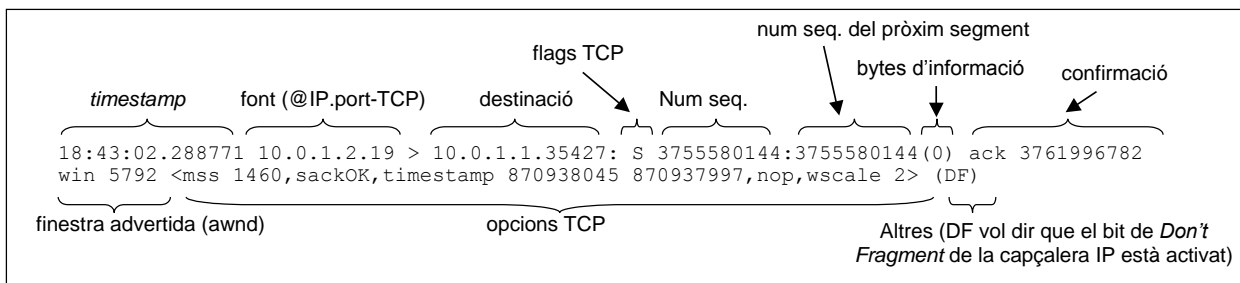 num seq. del pròxim segment
flags TCP
bytes d'informació
confirmació
timestamp font (@IP.port-TCP) destinació Num seq.
18:43:02.288771 10.0.1.2.19 > 10.0.1.1.35427: S 3755580144:3755580144(0) ack 3761996782
win 5792 <mss 1460,sackOK,timestamp 870938045 870937997,nop,wscale 2> (DF)
finestra advertida (awnd) opcions TCP
Altres (DF vol dir que el bit de Don't
Fragment de la capçalera IP està activat)